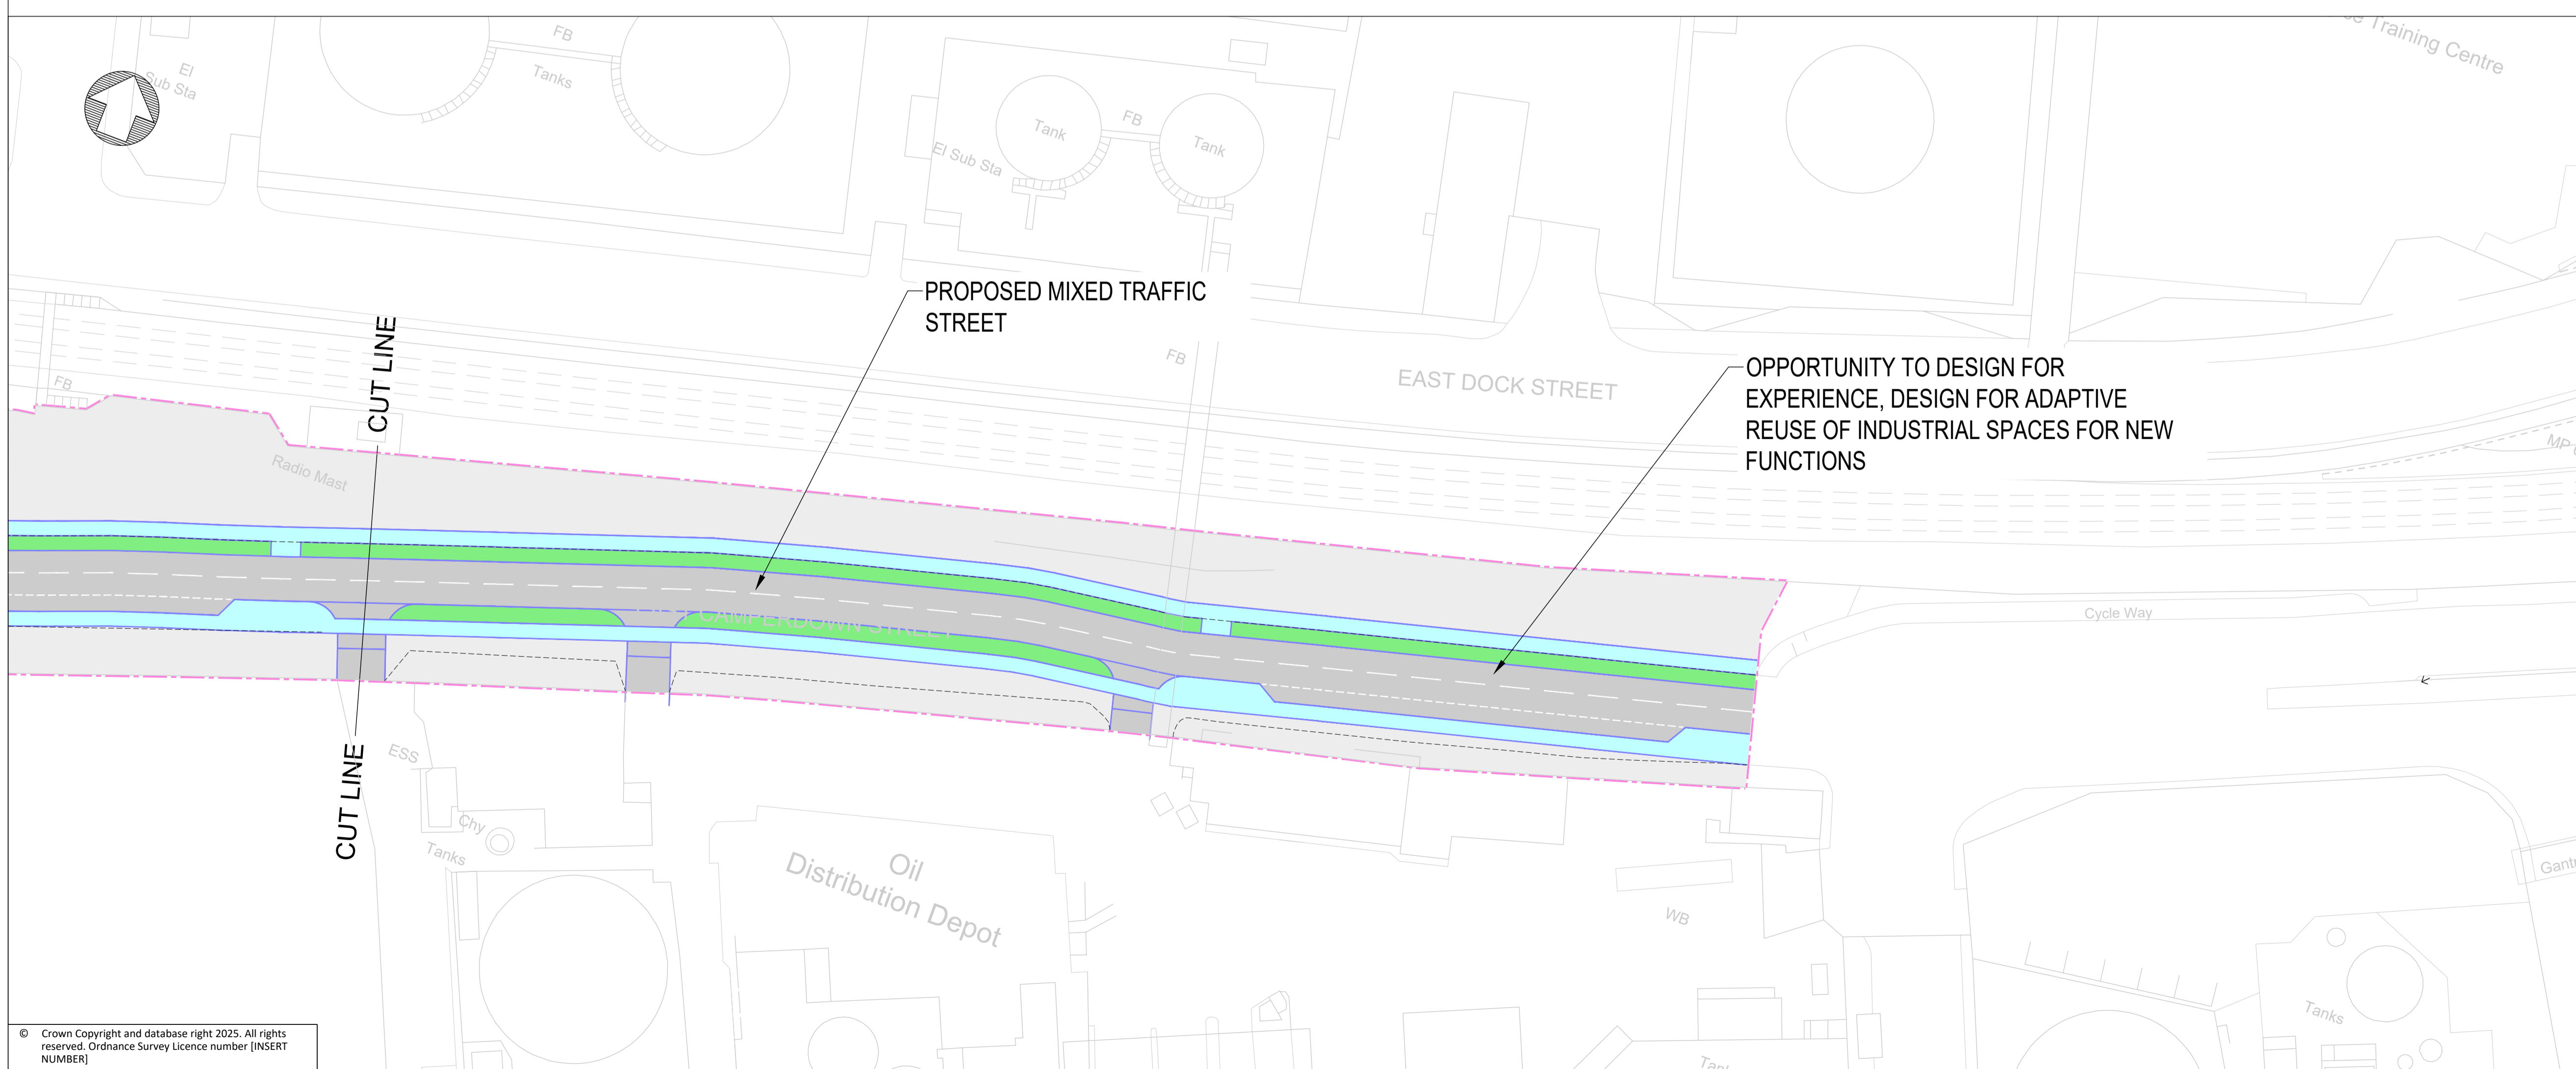 FB
Tanks
El
Sub Sta
Training Centre
Tank
FB
Tank
El Sub Sta
PROPOSED MIXED TRAFFIC
STREET
FB
EAST DOCK STREET
OPPORTUNITY TO DESIGN FOR
EXPERIENCE, DESIGN FOR ADAPTIVE
REUSE OF INDUSTRIAL SPACES FOR NEW
FUNCTIONS
FB
CUT LINE
Radio Mast
MP
CAMPERDOWN STREET
Cycle Way
ESS
CUT LINE
Chy
Tanks
Oil
Distribution Depot
WB
Tanks
© Crown Copyright and database right 2025. All rights
reserved. Ordnance Survey Licence number [INSERT
NUMBER]